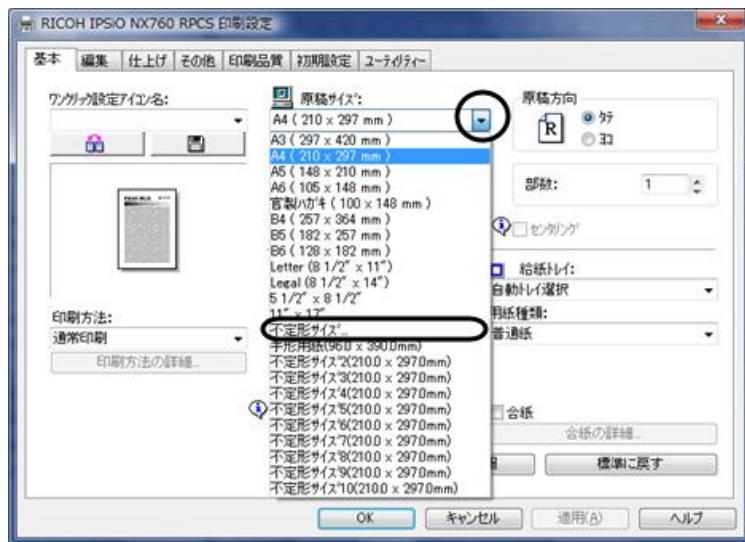 RICOH IPSiO NX760 RPCS 印刷設定
基本 編集 仕上げ その他 印刷品質 初期設定 ユーティリティー
ワンクリック設定アイコン名:
原稿サイズ:
A4 ( 210 x 297 mm )
A3 ( 297 x 420 mm )
A4 ( 210 x 297 mm )
A5 ( 148 x 210 mm )
A6 ( 105 x 148 mm )
官製ハガキ ( 100 x 148 mm )
B4 ( 257 x 364 mm )
B5 ( 182 x 257 mm )
B6 ( 128 x 182 mm )
Letter (8 1/2" x 11")
Legal (8 1/2" x 14")
5 1/2" x 8 1/2"
11" x 17"
不定形サイズ...
手形用紙(96.0 x 390.0mm)
不定形サイズ2(210.0 x 297.0mm)
不定形サイズ3(210.0 x 297.0mm)
不定形サイズ4(210.0 x 297.0mm)
不定形サイズ5(210.0 x 297.0mm)
不定形サイズ6(210.0 x 297.0mm)
不定形サイズ7(210.0 x 297.0mm)
不定形サイズ8(210.0 x 297.0mm)
不定形サイズ9(210.0 x 297.0mm)
不定形サイズ10(210.0 x 297.0mm)
原稿方向
R
タテ
ヨコ
部数: 1
センタリング
給紙トレイ:
自動トレイ選択
用紙種類:
普通紙
印刷方法:
通常印刷
印刷方法の詳細...
合紙
合紙の詳細...
標準に戻す
OK キャンセル 適用(A) ヘルプ